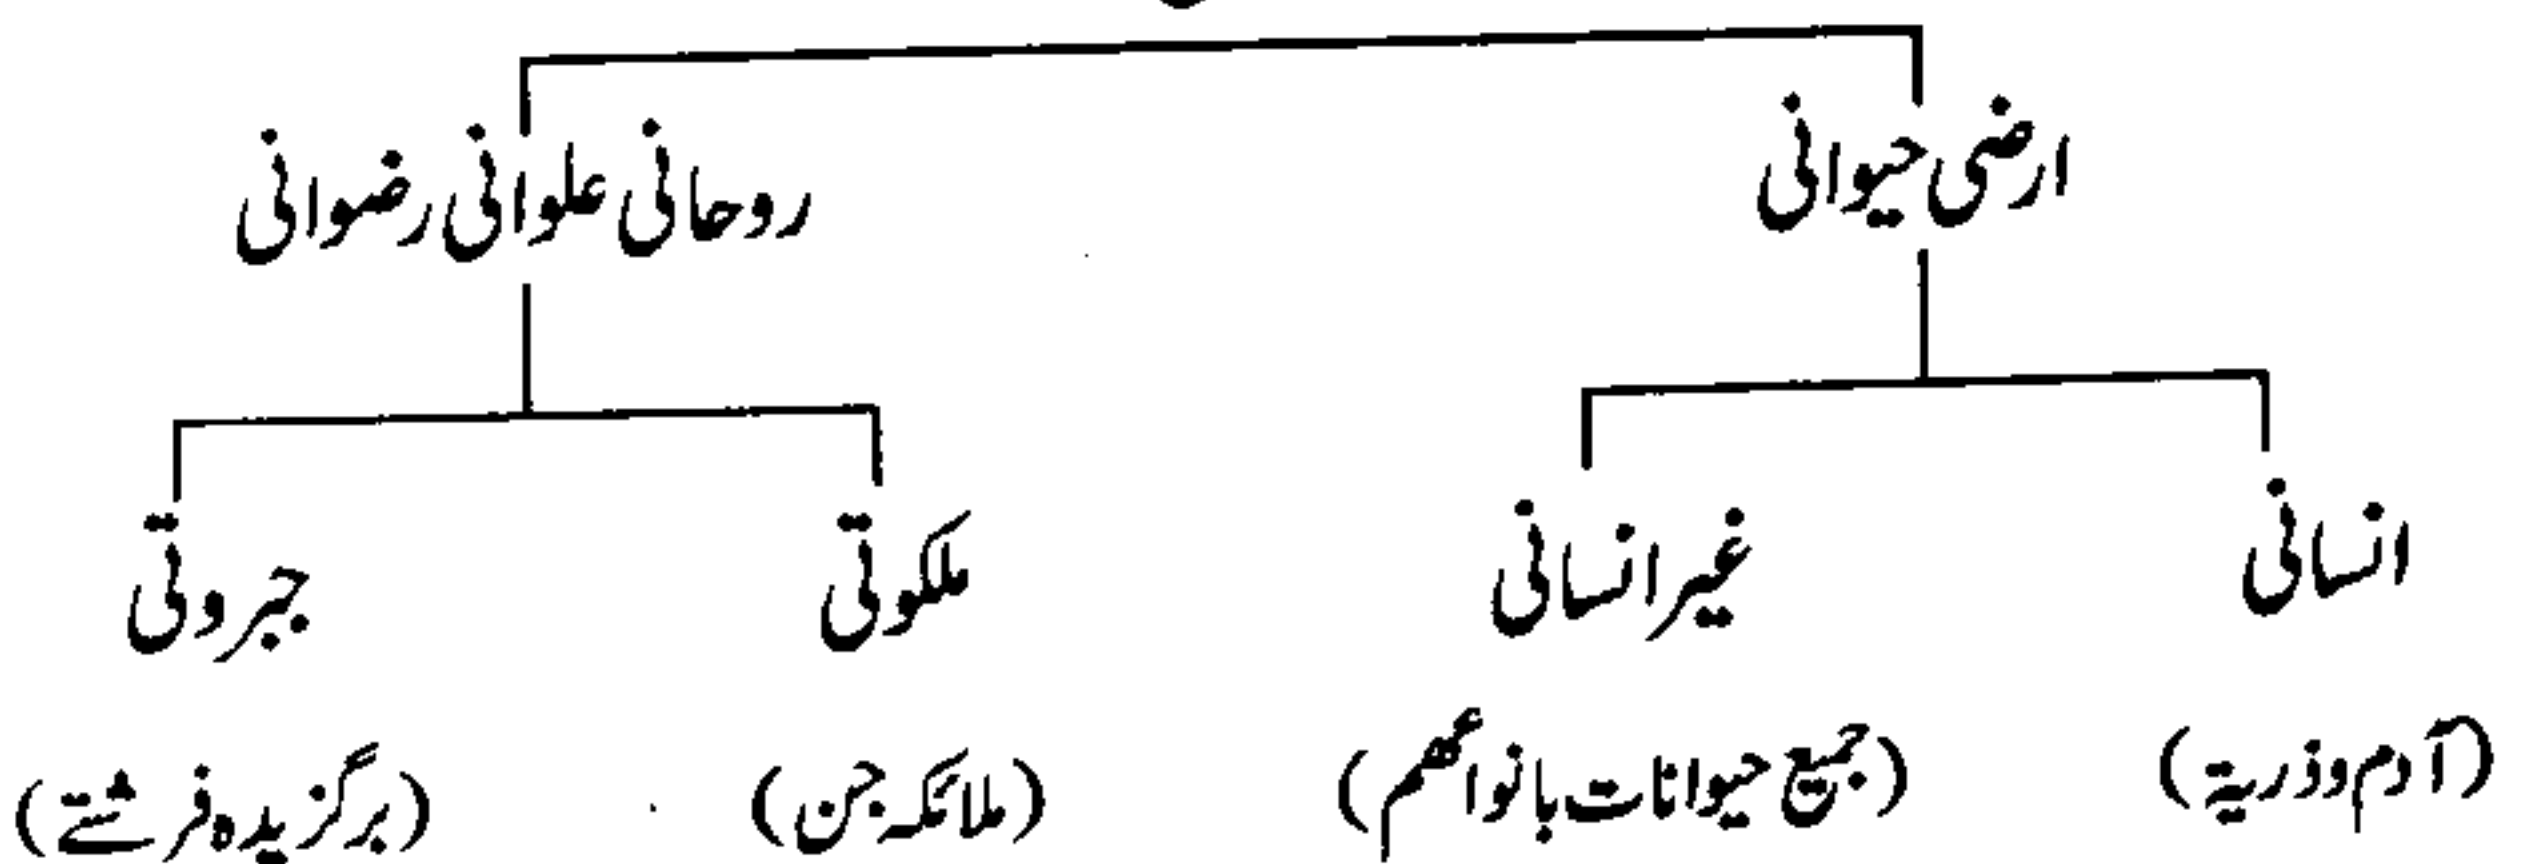 ارضی حیوانی
روحانی علوانی رضوانی
انسانی
غیر انسانی
ملکوتی
جبروتی
(آدم وذریۃ)
(جمیع حیوانات بانواعھم)
(ملائکہ جن)
(برگزیدہ فرشتے)